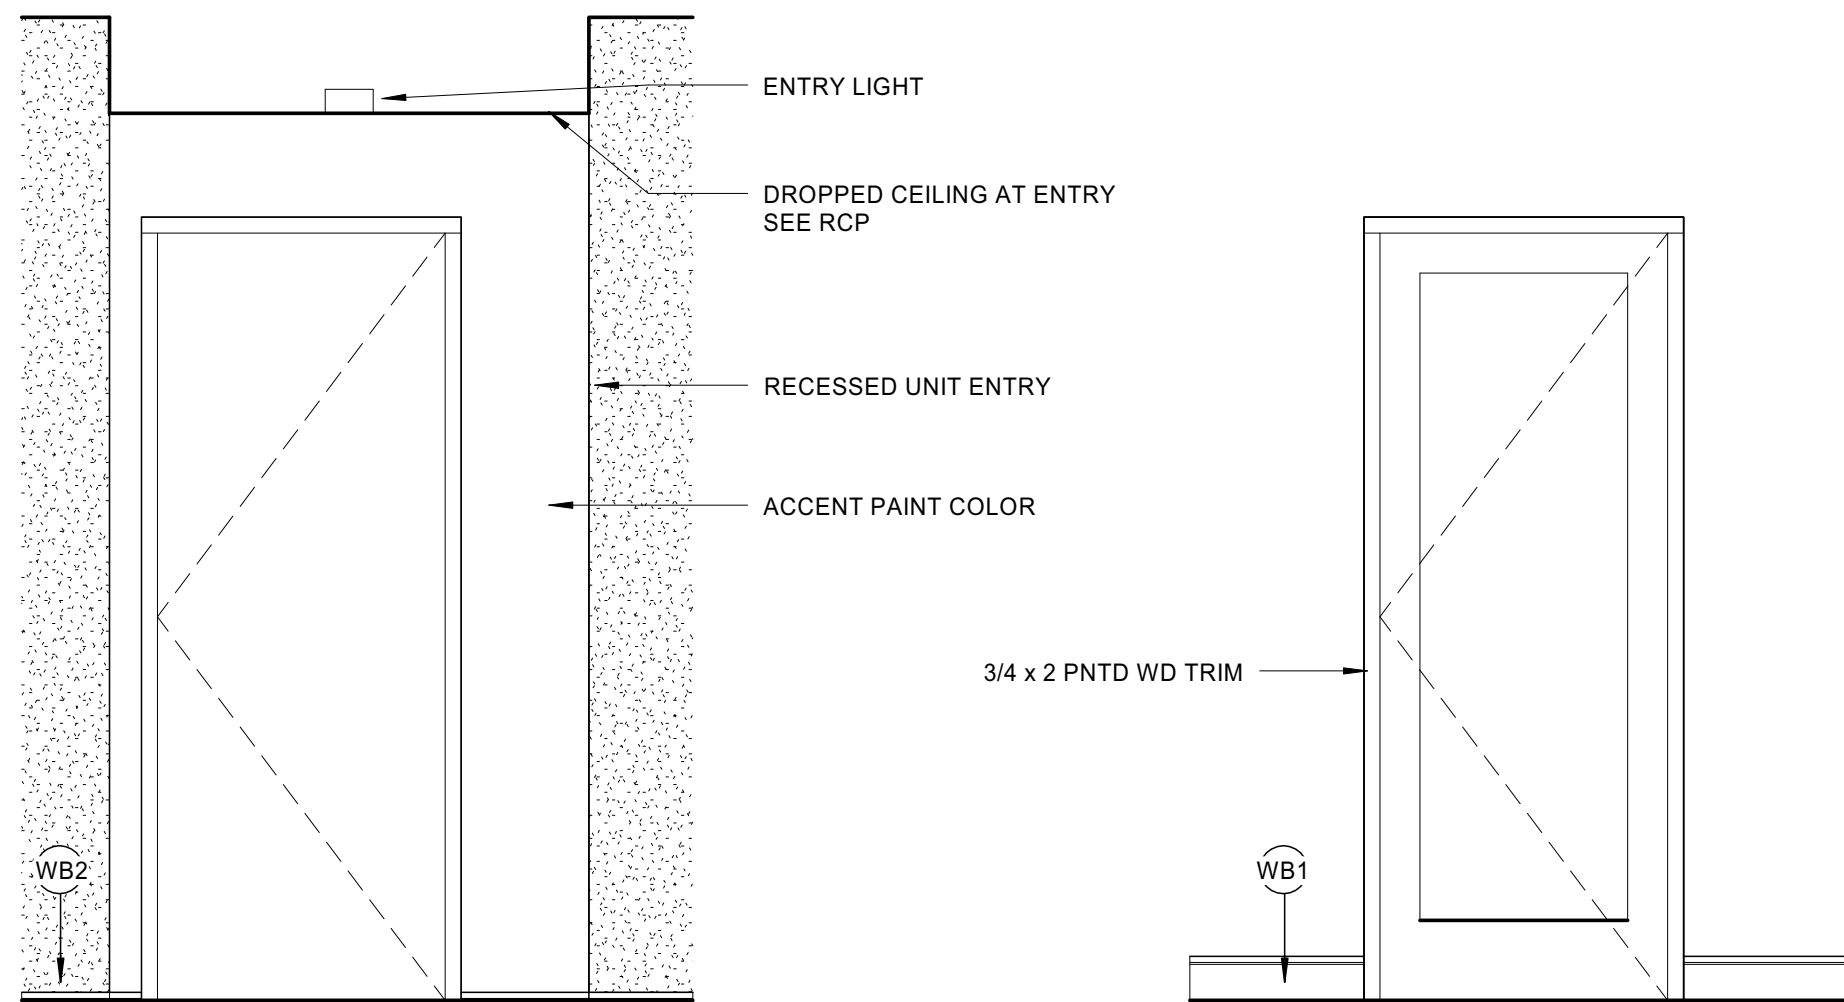 ENTRY LIGHT
DROPPED CEILING AT ENTRY
SEE RCP
RECESSED UNIT ENTRY
ACCENT PAINT COLOR
3/4 x 2 PNTD WD TRIM
WB2
WB1